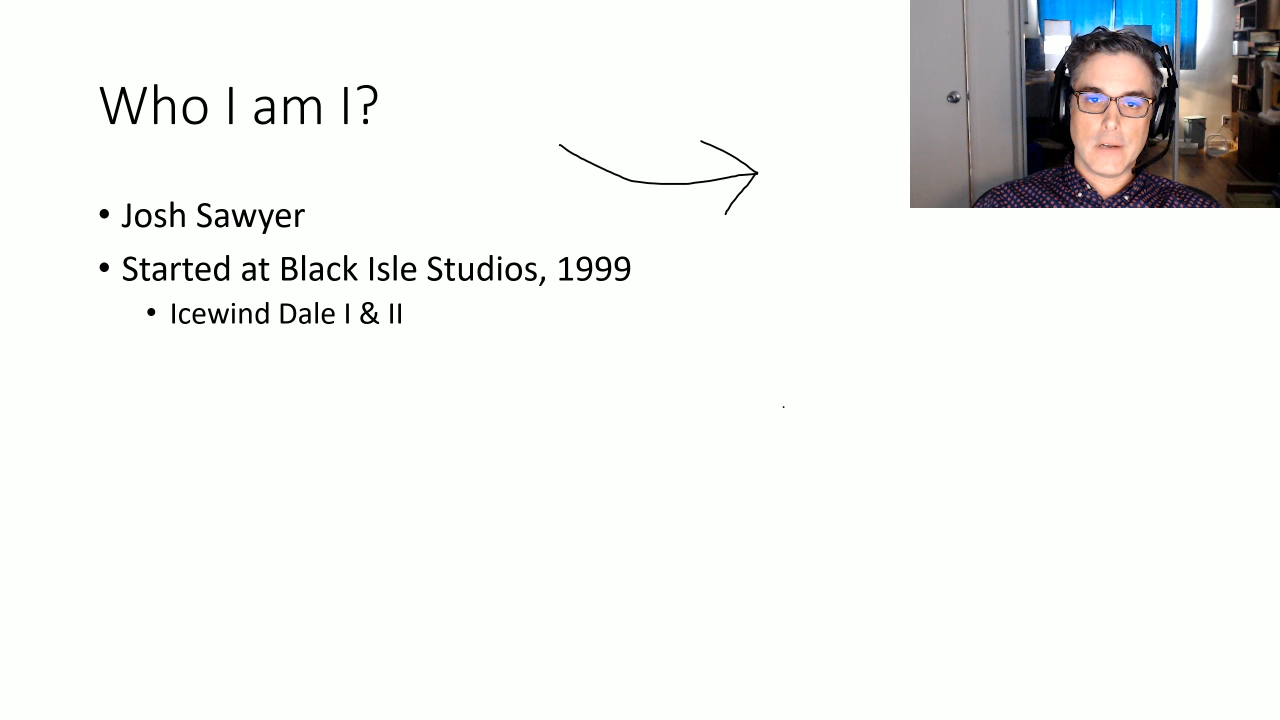 Who I am I?
• Josh Sawyer
• Started at Black Isle Studios, 1999
• Icewind Dale I & II